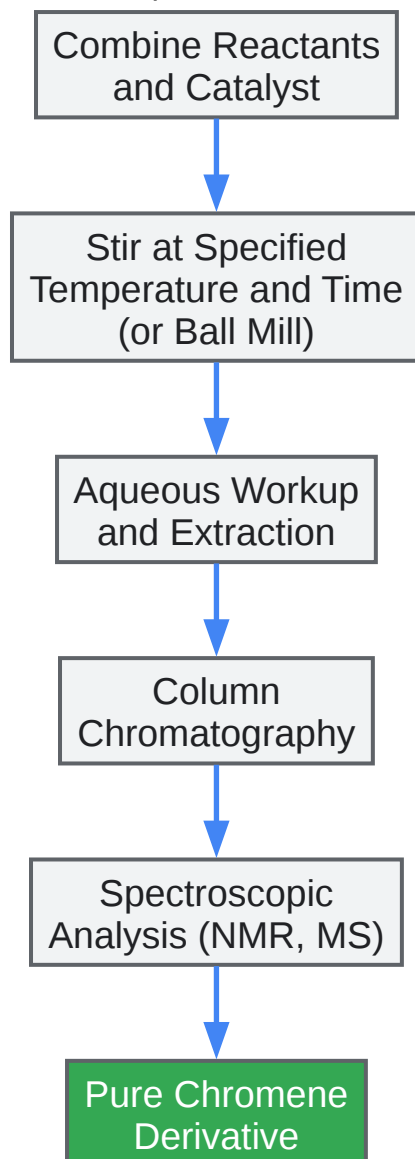 Combine Reactants
and Catalyst
Stir at Specified
Temperature and Time
(or Ball Mill)
Aqueous Workup
and Extraction
Column
Chromatography
Spectroscopic
Analysis (NMR, MS)
Pure Chromene
Derivative